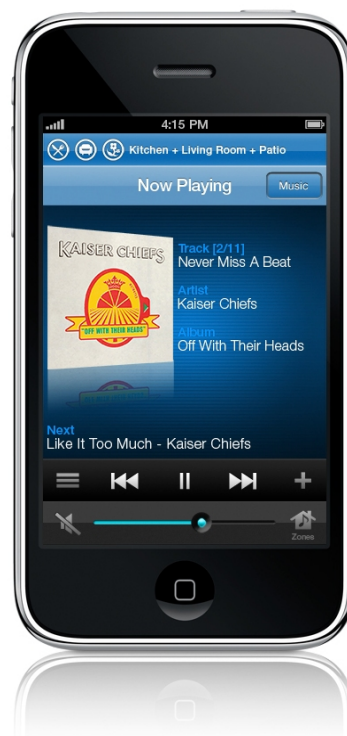 4:15 PM
Kitchen + Living Room + Patio
Now Playing
Music
KAISER CHIEFS
"OFF WITH THEIR HEADS"
Track [2/11]
Never Miss A Beat
Artist
Kaiser Chiefs
Album
Off With Their Heads
Next
Like It Too Much - Kaiser Chiefs
Zones